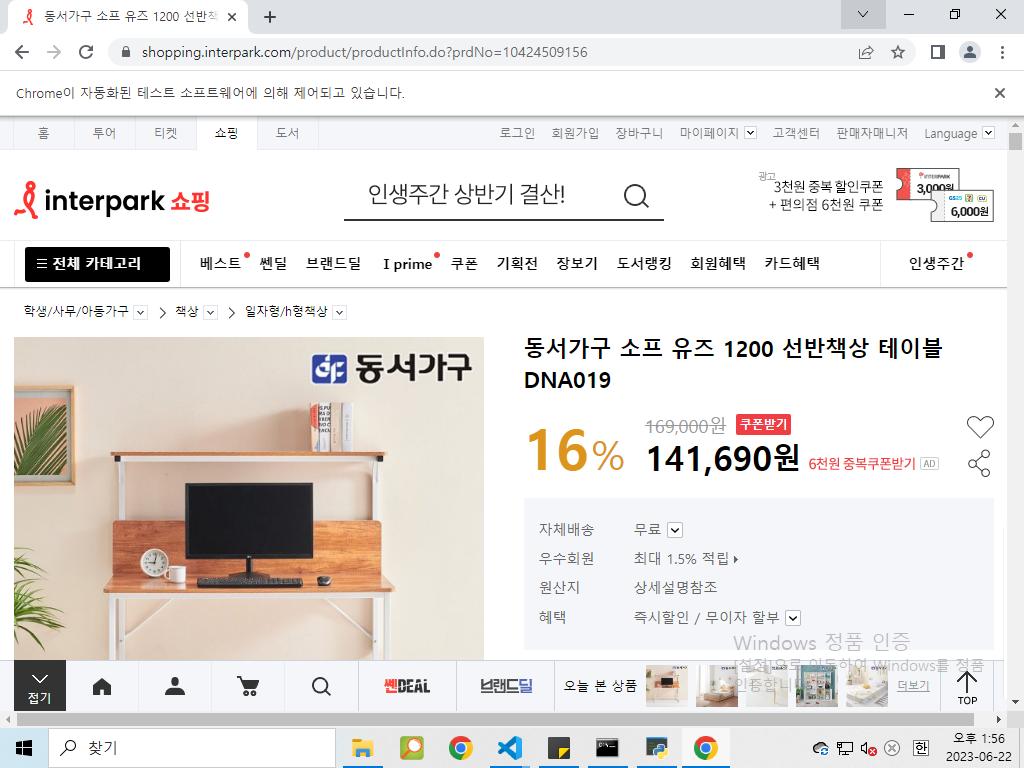 동서가구 소프 유즈 1200 선반책
shopping.interpark.com/product/productInfo.do?prdNo=10424509156
Chrome이 자동화된 테스트 소프트웨어에 의해 제어되고 있습니다.
홈 투어 티켓 쇼핑 도서 로그인 회원가입 장바구니 마이페이지 고객센터 판매자매니저 Language
interpark 쇼핑
인생주간 상반기 결산!
광고
3천원 중복 할인쿠폰
+ 편의점 6천원 쿠폰
INTERPARK
3,000원
GS25 CU
6,000원
전체 카테고리 베스트 쎈딜 브랜드딜 I prime 쿠폰 기획전 장보기 도서랭킹 회원혜택 카드혜택 인생주간
학생/사무/아동가구 책상 일자형/h형책상
동서가구
동서가구 소프 유즈 1200 선반책상 테이블
DNA019
169,000원 쿠폰받기
16% 141,690원 6천원 중복쿠폰받기 AD
자체배송 무료
우수회원 최대 1.5% 적립
원산지 상세설명참조
혜택 즉시할인 / 무이자 할부
Windows 정품 인증
[설정]으로 이동하여 Windows를 정품
인증합니다.
접기
쎈DEAL
브랜드딜
오늘 본 상품
더보기
TOP
찾기
한
오후 1:56
2023-06-22